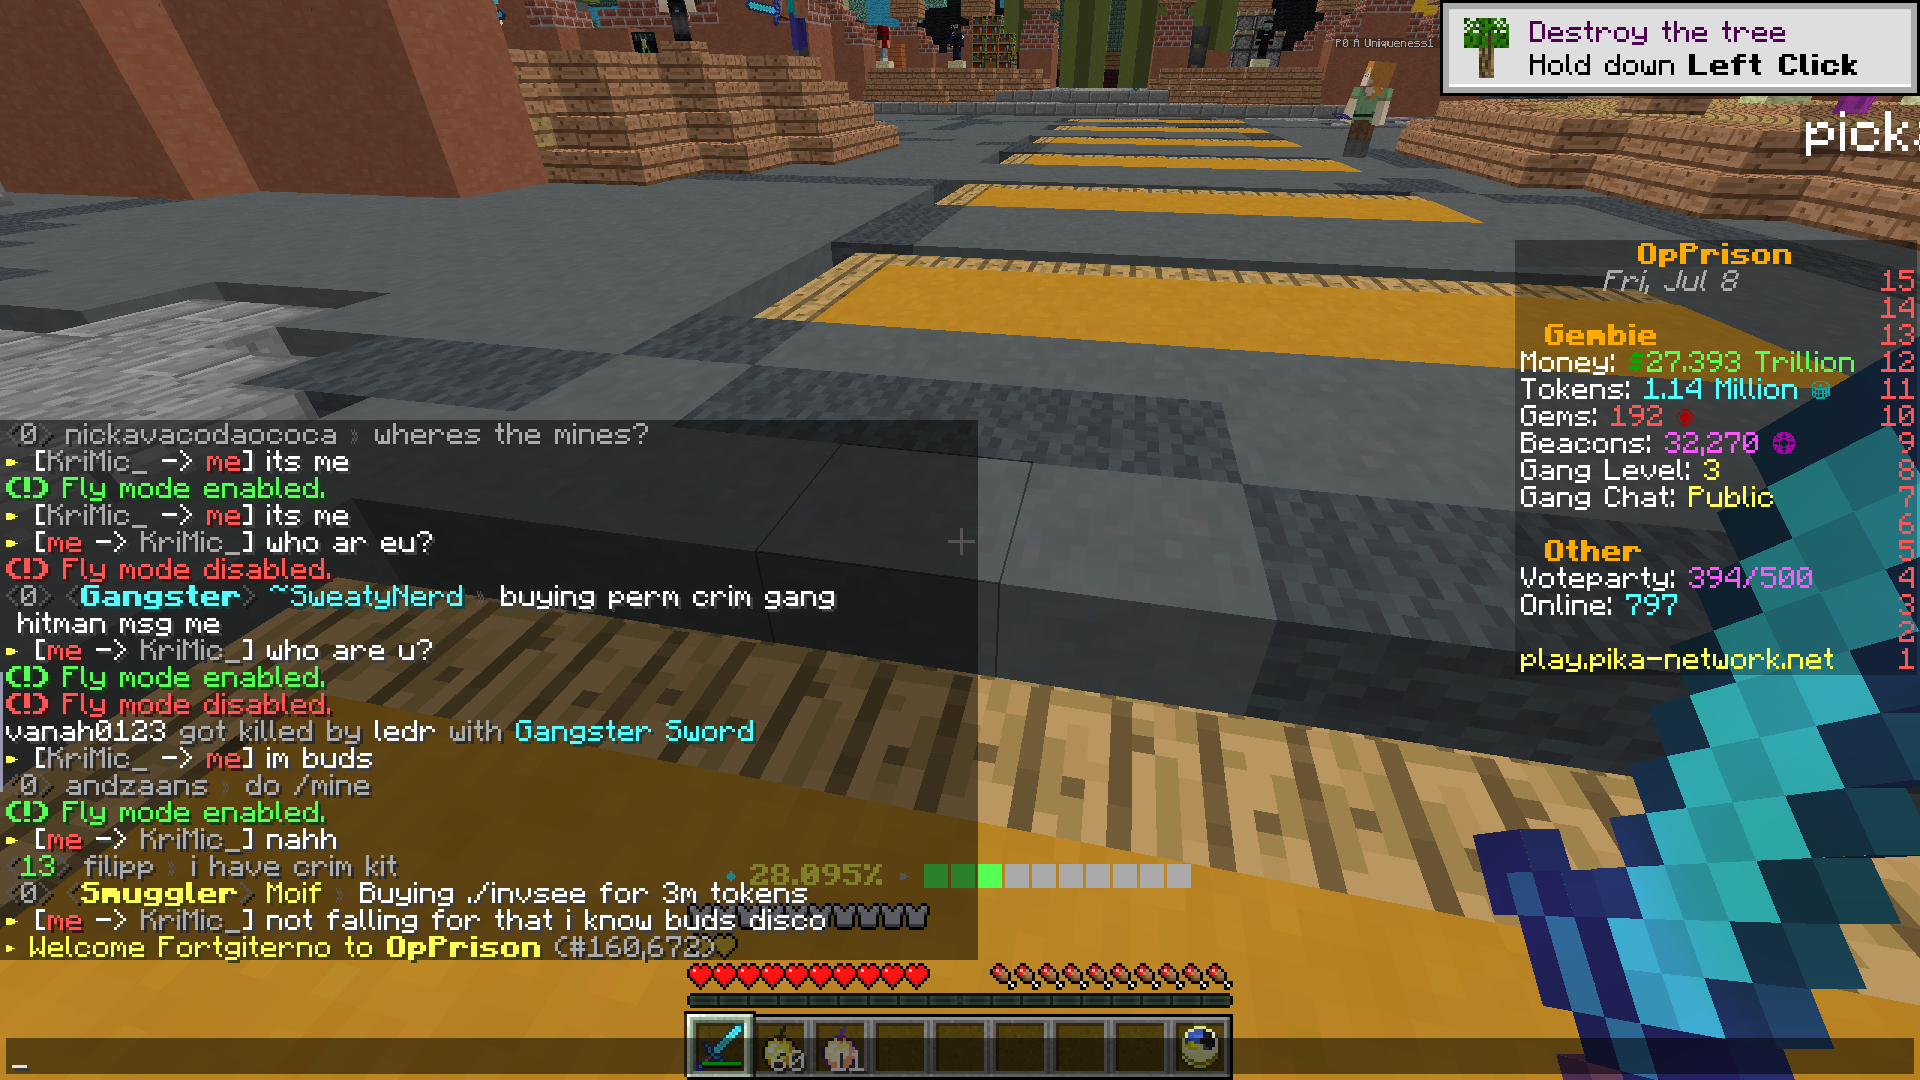 P0 A Uniqueness1
Destroy the tree
Hold down Left Click
pick
OpPrison
Fri, Jul 8 15
14
Gembie 13
Money: $27.393 Trillion 12
Tokens: 1.14 Million 11
Gems: 192 10
Beacons: 32,270 9
Gang Level: 3 8
Gang Chat: Public 7
6
Other 5
Voteparty: 394/500 4
Online: 797 3
2
play.pika-network.net 1
<0> nickavacodaococa » wheres the mines?
► [KriMic_ -> me] its me
(!) Fly mode enabled.
► [KriMic_ -> me] its me
► [me -> KriMic_] who ar eu?
(!) Fly mode disabled.
<0> <Gangster> ~SweatyNerd » buying perm crim gang
hitman msg me
► [me -> KriMic_] who are u?
(!) Fly mode enabled.
(!) Fly mode disabled.
vanah0123 got killed by ledr with Gangster Sword
► [KriMic_ -> me] im buds
<0> andzaans » do /mine
(!) Fly mode enabled.
► [me -> KriMic_] nahh
<13> filipp » i have crim kit
<0> <Smuggler> Moif » Buying ./invsee for 3m tokens
► [me -> KriMic_] not falling for that i know buds disco
► Welcome Fortgiterno to OpPrison (#160,672)
28.095%
60
11
_